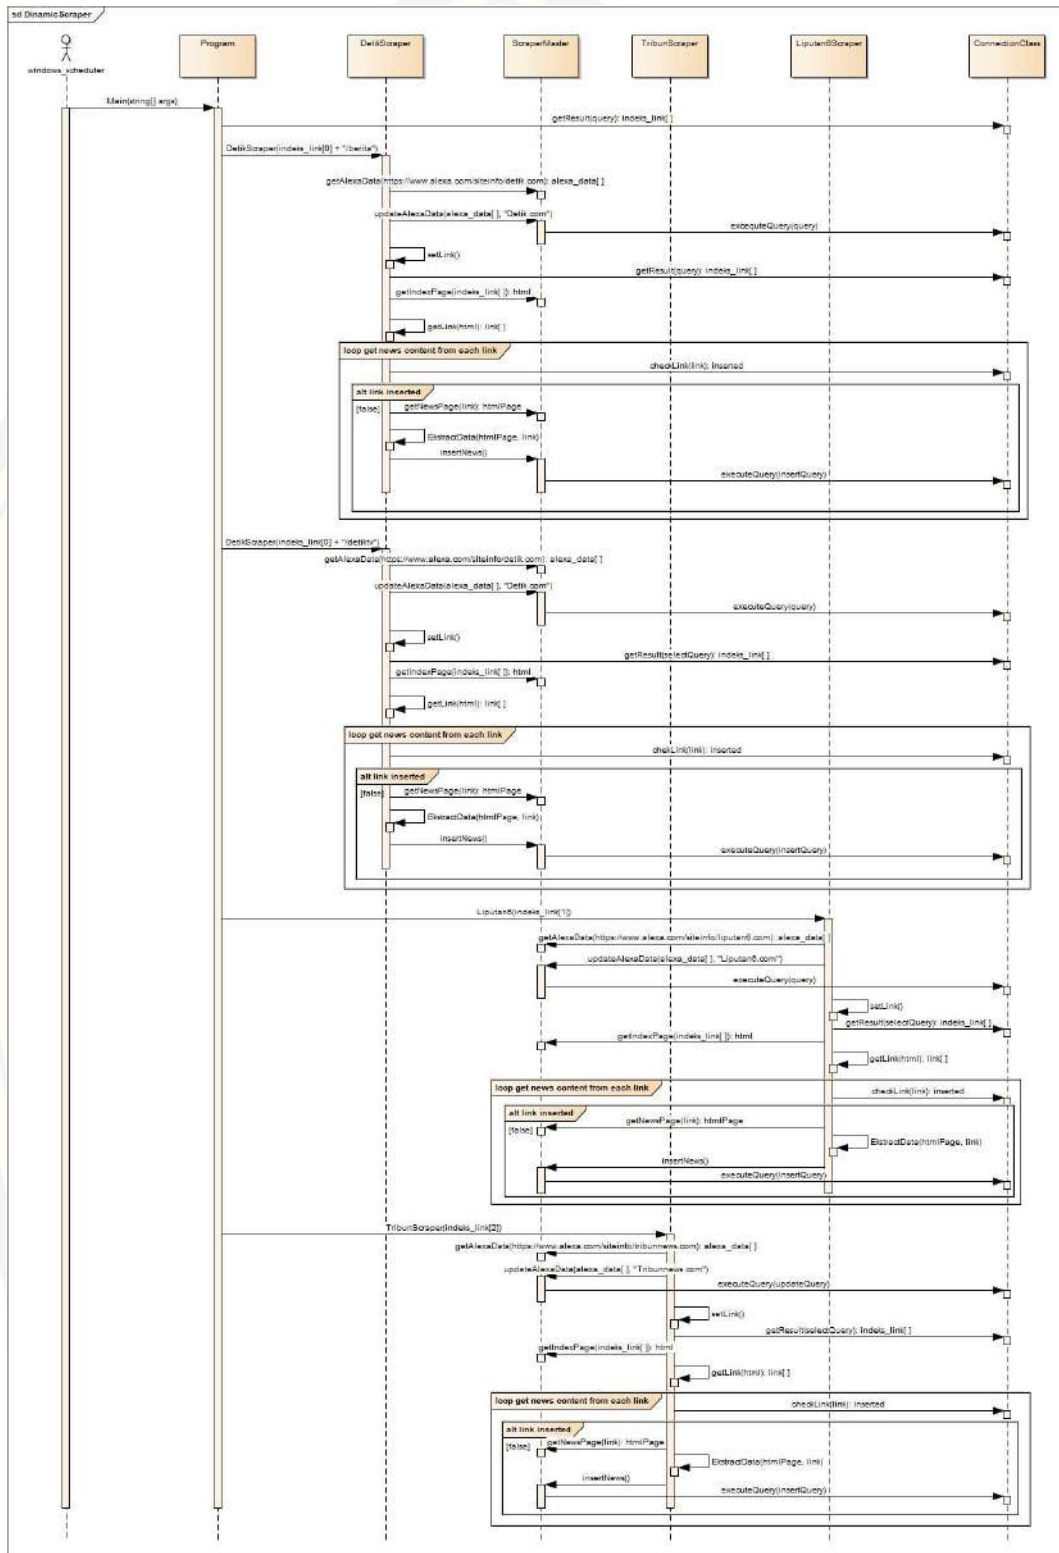 sd DinamicScraper
windows_scheduler
Program
DetikScraper
ScraperMaster
TribunScraper
Liputan6Scraper
ConnectionClass
Main(string[] args)
getResult(query): indeks_link[ ]
DetikScraper(indeks_link[0] + "/berita")
getAlexaData(https://www.alexa.com/siteinfo/detik.com): alexa_data[ ]
updateAlexaData(alexa_data[ ], "Detik.com")
excequteQuery(query)
setLink()
getResult(query): indeks_link[ ]
getIndexPage(indeks_link[ ]): html
getLink(html): link[ ]
loop get news content from each link
checkLink(link): inserted
alt link inserted
[false]
getNewsPage(link): htmlPage
EkstractData(htmlPage, link)
insertNews()
executeQuery(insertQuery)
DetikScraper(indeks_link[0] + "/detiktv")
getAlexaData(https://www.alexa.com/siteinfo/detik.com): alexa_data[ ]
updateAlexaData(alexa_data[ ], "Detik.com")
executeQuery(query)
setLink()
getResult(selectQuery): indeks_link[ ]
getIndexPage(indeks_link[ ]): html
getLink(html): link[ ]
loop get news content from each link
chekLink(link): inserted
alt link inserted
[false]
getNewsPage(link): htmlPage
EkstractData(htmlPage, link)
insertNews()
executeQuery(insertQuery)
Liputan6(indeks_link[1])
getAlexaData(https://www.alexa.com/siteinfo/liputan6.com): alexa_data[ ]
updateAlexaData(alexa_data[ ], "Liputan6.com")
executeQuery(query)
setLink()
getResult(selectQuery): indeks_link[ ]
getIndexPage(indeks_link[ ]): html
getLink(html): link[ ]
loop get news content from each link
checkLink(link): inserted
alt link inserted
getNewsPage(link): htmlPage
[false]
EkstractData(htmlPage, link)
insertNews()
executeQuery(insertQuery)
TribunScraper(indeks_link[2])
getAlexaData(https://www.alexa.com/siteinfo/tribunnews.com): alexa_data[ ]
updateAlexaData(alexa_data[ ], "Tribunnews.com")
executeQuery(updateQuery)
setLink()
getResult(selectQuery): indeks_link[ ]
getIndexPage(indeks_link[ ]): html
getLink(html): link[ ]
loop get news content from each link
checkLink(link): inserted
alt link inserted
[false]
getNewsPage(link): htmlPage
EkstractData(htmlPage, link)
insertNews()
executeQuery(insertQuery)